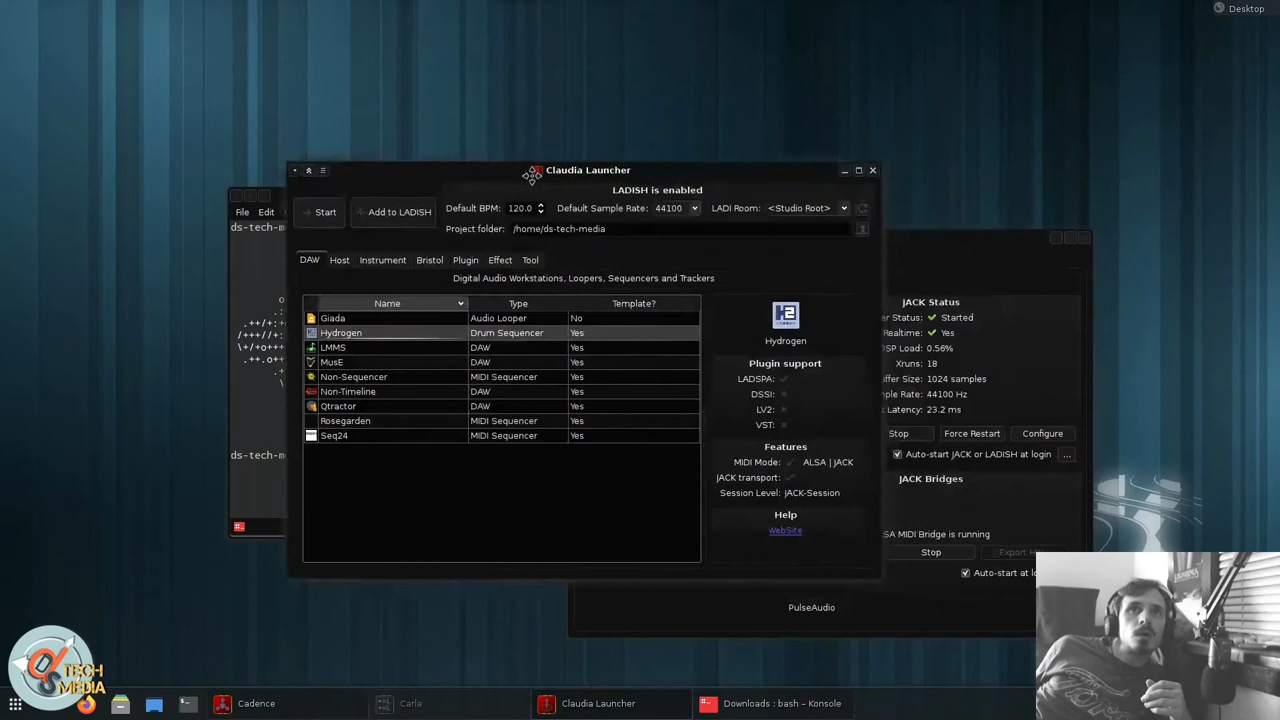 Desktop
Claudia Launcher
LADISH is enabled
Start
Add to LADISH
Default BPM: 120.0
Default Sample Rate: 44100
LADI Room: <Studio Root>
Project folder: /home/ds-tech-media
File Edit
ds-tech-m
DAW Host Instrument Bristol Plugin Effect Tool
Digital Audio Workstations, Loopers, Sequencers and Trackers
Name Type Template?
Giada Audio Looper No
Hydrogen Drum Sequencer Yes
LMMS DAW Yes
MusE DAW Yes
Non-Sequencer MIDI Sequencer Yes
Non-Timeline DAW Yes
Qtractor DAW Yes
Rosegarden MIDI Sequencer Yes
Seq24 MIDI Sequencer Yes
H2
Hydrogen
Plugin support
LADSPA:
DSSI:
LV2:
VST:
Features
MIDI Mode: ALSA | JACK
JACK transport:
Session Level: JACK-Session
Help
WebSite
ds-tech-m
JACK Status
er Status: Started
Realtime: Yes
SP Load: 0.56%
Xruns: 18
ffer Size: 1024 samples
le Rate: 44100 Hz
Latency: 23.2 ms
Stop Force Restart Configure
Auto-start JACK or LADISH at login ...
JACK Bridges
SA MIDI Bridge is running
Stop
Auto-start at lo
PulseAudio
TECH
MEDIA
Cadence
Carla
Claudia Launcher
Downloads : bash – Konsole